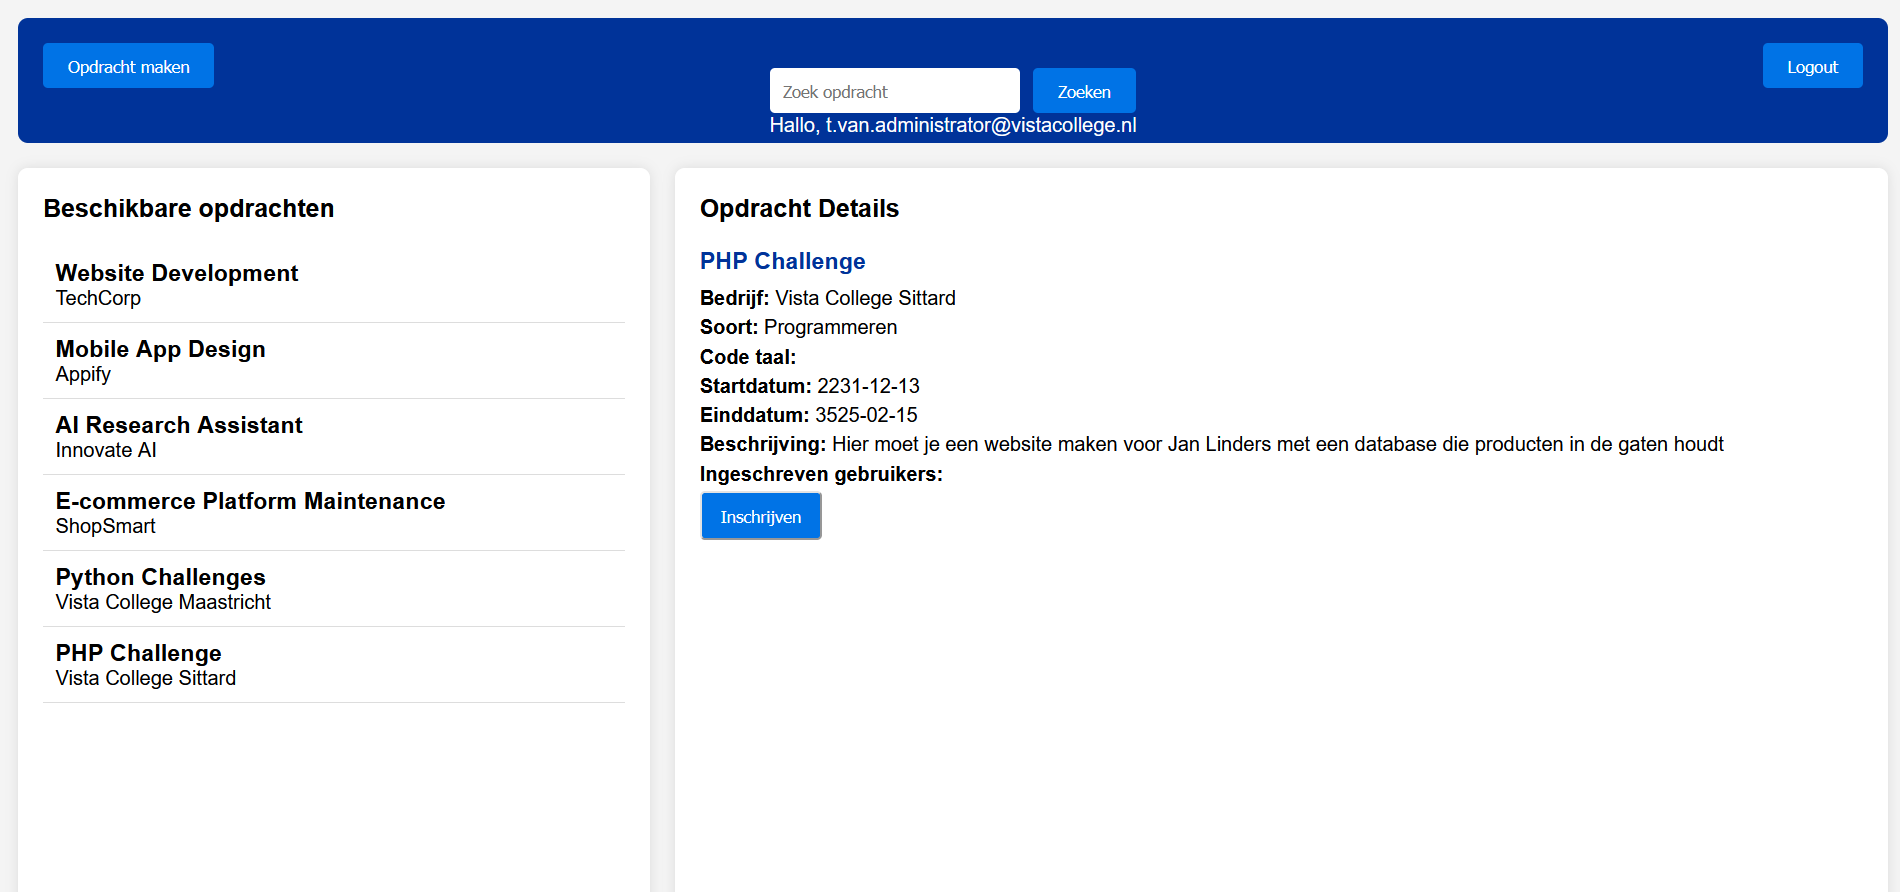 Opdracht maken
Zoek opdracht
Zoeken
Logout
Hallo, t.van.administrator@vistacollege.nl
Beschikbare opdrachten
Website Development
TechCorp
Mobile App Design
Appify
AI Research Assistant
Innovate AI
E-commerce Platform Maintenance
ShopSmart
Python Challenges
Vista College Maastricht
PHP Challenge
Vista College Sittard
Opdracht Details
PHP Challenge
Bedrijf: Vista College Sittard
Soort: Programmeren
Code taal:
Startdatum: 2231-12-13
Einddatum: 3525-02-15
Beschrijving: Hier moet je een website maken voor Jan Linders met een database die producten in de gaten houdt
Ingeschreven gebruikers:
Inschrijven